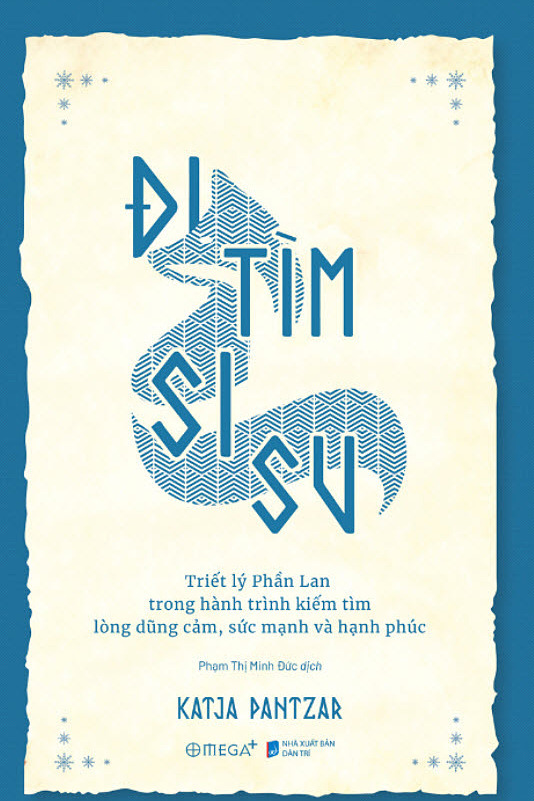 ĐI
TÌM
SI
SU
Triết lý Phần Lan
trong hành trình kiếm tìm
lòng dũng cảm, sức mạnh và hạnh phúc
Phạm Thị Minh Đức dịch
KATJA PANTZAR
OMEGA+
NHÀ XUẤT BẢN
DÂN TRÍ